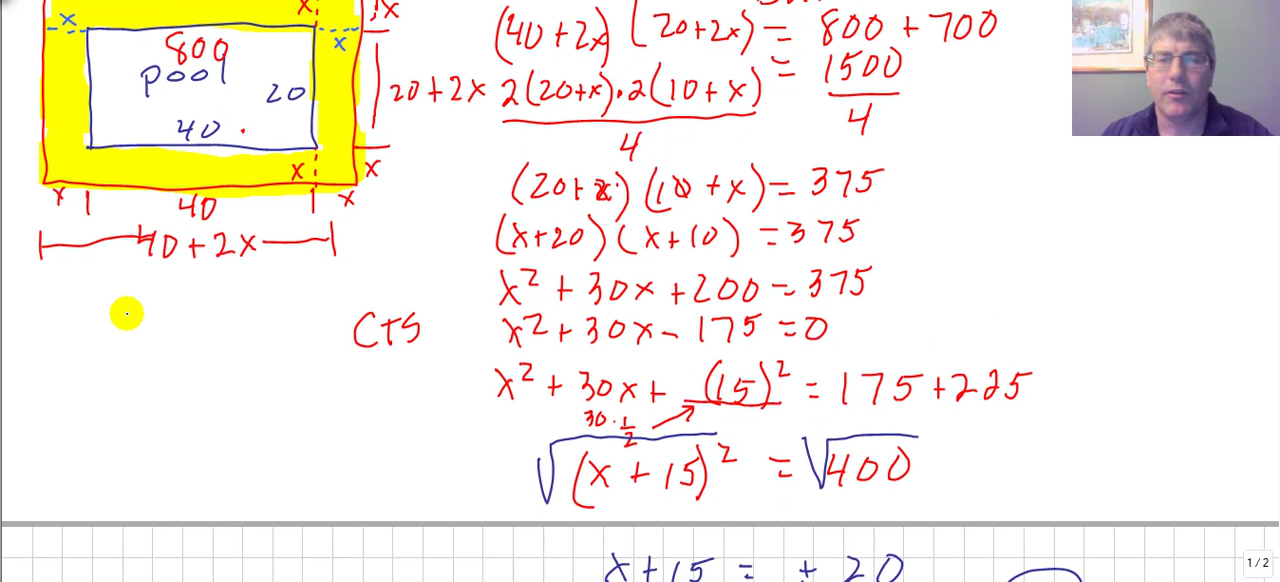 x x
x x
800
pool
20
40
20+2x
x x
x 40 x
40+2x
(40+2x)(20+2x) = 800+700
2(20+x)·2(10+x) = 1500
4 4
(20+x)(10+x) = 375
(x+20)(x+10) = 375
x² + 30x + 200 = 375
CTS x² + 30x - 175 = 0
x² + 30x + (15)² = 175 + 225
30·1/2
√(x+15)² = √400
x+15 = ± 20
1 / 2